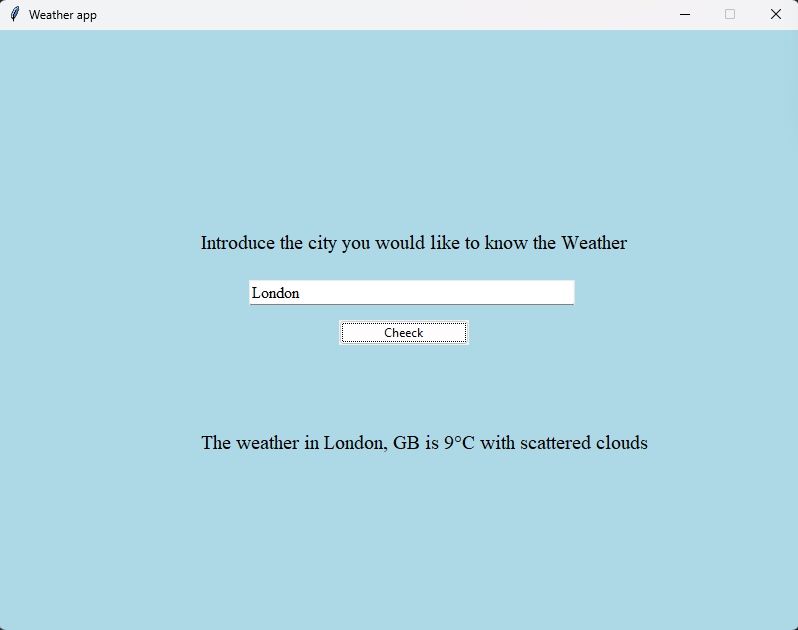 Weather app
Introduce the city you would like to know the Weather
London
Cheeck
The weather in London, GB is 9°C with scattered clouds